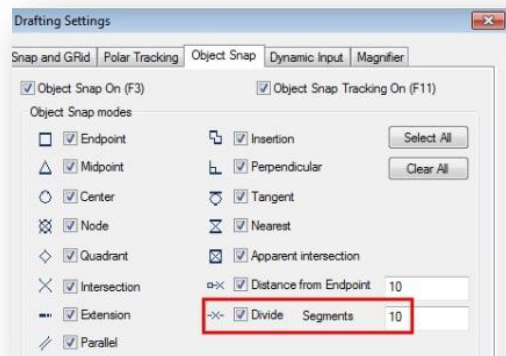 Drafting Settings
Snap and GRid Polar Tracking Object Snap Dynamic Input Magnifier
Object Snap On (F3) Object Snap Tracking On (F11)
Object Snap modes
Endpoint Insertion Select All
Midpoint Perpendicular Clear All
Center Tangent
Node Nearest
Quadrant Apparent intersection
Intersection Distance from Endpoint 10
Extension Divide Segments 10
Parallel